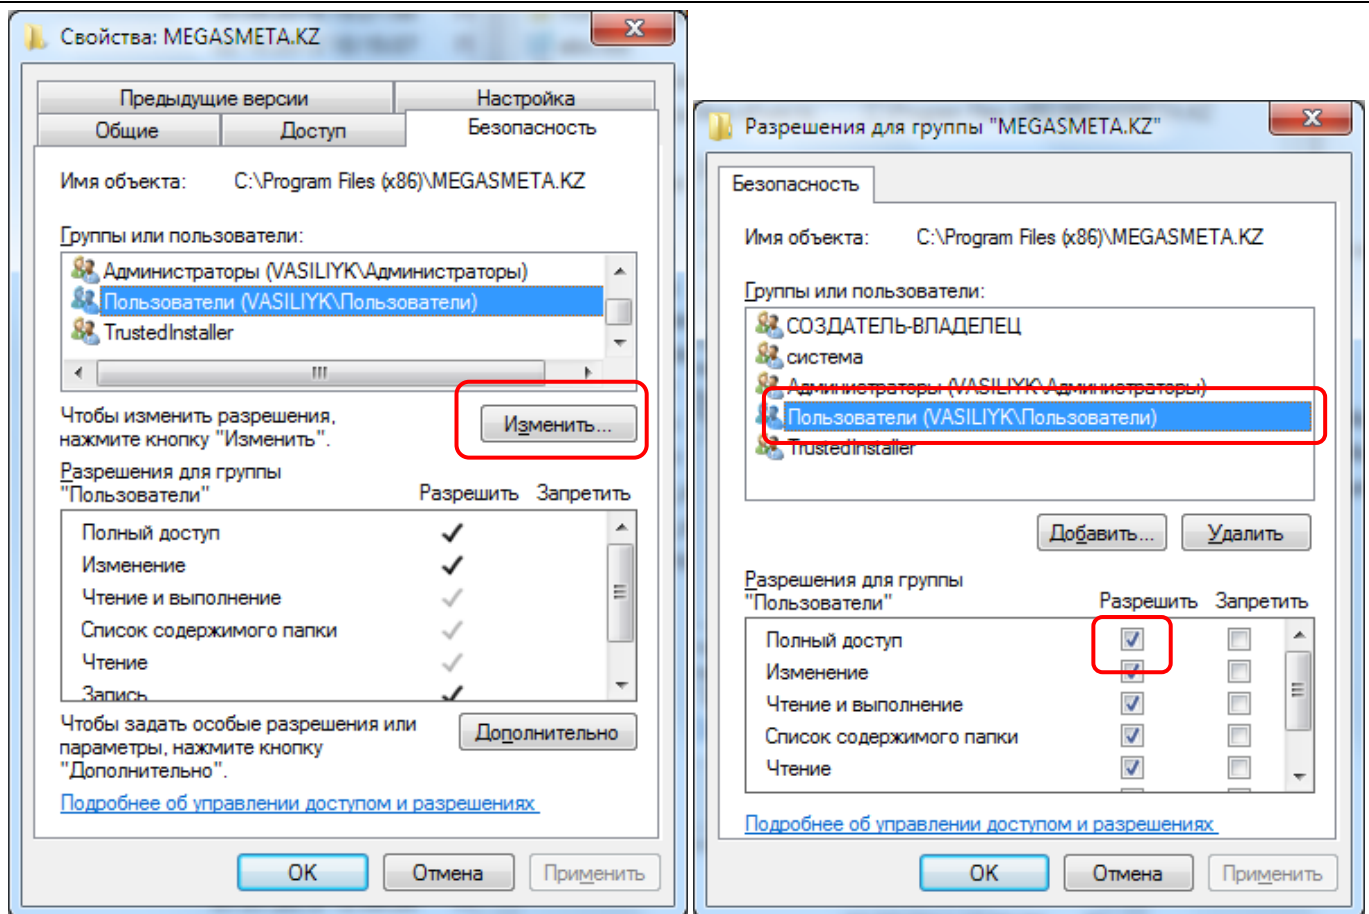 Свойства: MEGASMETA.KZ
Предыдущие версии
Настройка
Общие
Доступ
Безопасность
Имя объекта: C:\Program Files (x86)\MEGASMETA.KZ
Группы или пользователи:
Администраторы (VASILIYK\Администраторы)
Пользователи (VASILIYK\Пользователи)
TrustedInstaller
Чтобы изменить разрешения,
нажмите кнопку "Изменить".
Изменить...
Разрешения для группы
"Пользователи"
Разрешить Запретить
Полный доступ
Изменение
Чтение и выполнение
Список содержимого папки
Чтение
Запись
Чтобы задать особые разрешения или
параметры, нажмите кнопку
"Дополнительно".
Дополнительно
Подробнее об управлении доступом и разрешениях
ОК
Отмена
Применить
Разрешения для группы "MEGASMETA.KZ"
Безопасность
Имя объекта: C:\Program Files (x86)\MEGASMETA.KZ
Группы или пользователи:
СОЗДАТЕЛЬ-ВЛАДЕЛЕЦ
система
Администраторы (VASILIYK\Администраторы)
Пользователи (VASILIYK\Пользователи)
TrustedInstaller
Добавить...
Удалить
Разрешения для группы
"Пользователи"
Разрешить Запретить
Полный доступ
Изменение
Чтение и выполнение
Список содержимого папки
Чтение
Подробнее об управлении доступом и разрешениях
ОК
Отмена
Применить